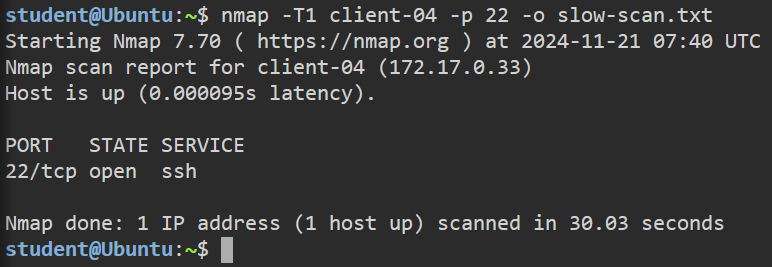 student@Ubuntu:~$ nmap -T1 client-04 -p 22 -o slow-scan.txt
Starting Nmap 7.70 ( https://nmap.org ) at 2024-11-21 07:40 UTC
Nmap scan report for client-04 (172.17.0.33)
Host is up (0.000095s latency).

PORT   STATE SERVICE
22/tcp open  ssh

Nmap done: 1 IP address (1 host up) scanned in 30.03 seconds
student@Ubuntu:~$